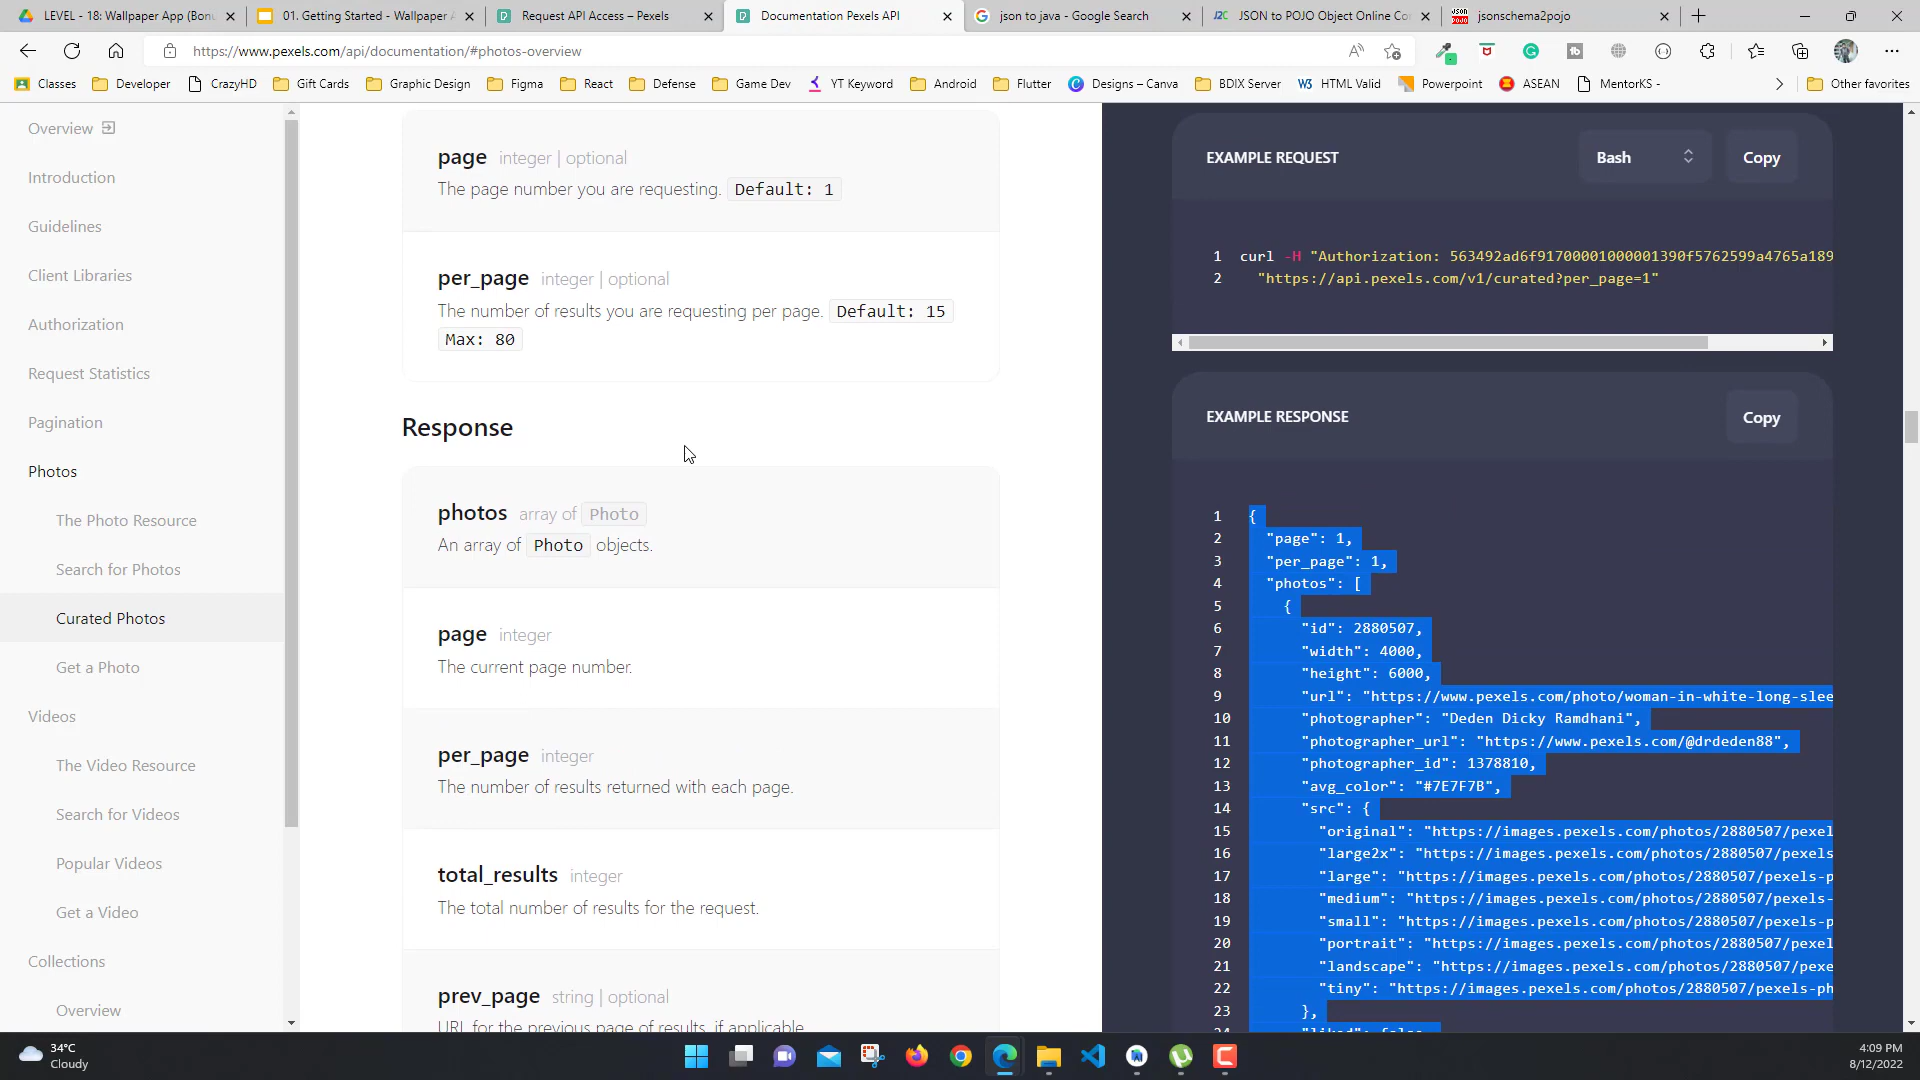 LEVEL - 18: Wallpaper App (Bonu
01. Getting Started - Wallpaper A
Request API Access – Pexels
Documentation Pexels API
json to java - Google Search
JSON to POJO Object Online Con
jsonschema2pojo
https://www.pexels.com/api/documentation/#photos-overview
Classes
Developer
CrazyHD
Gift Cards
Graphic Design
Figma
React
Defense
Game Dev
YT Keyword
Android
Flutter
Designs – Canva
BDIX Server
HTML Valid
Powerpoint
ASEAN
MentorKS -
Other favorites
Overview
Introduction
Guidelines
Client Libraries
Authorization
Request Statistics
Pagination
Photos
The Photo Resource
Search for Photos
Curated Photos
Get a Photo
Videos
The Video Resource
Search for Videos
Popular Videos
Get a Video
Collections
Overview
page integer | optional
The page number you are requesting. Default: 1
per_page integer | optional
The number of results you are requesting per page. Default: 15
Max: 80
Response
photos array of Photo
An array of Photo objects.
page integer
The current page number.
per_page integer
The number of results returned with each page.
total_results integer
The total number of results for the request.
prev_page string | optional
URL for the previous page of results, if applicable
EXAMPLE REQUEST
Bash
Copy
1 curl -H "Authorization: 563492ad6f91700001000001390f5762599a4765a189
2 "https://api.pexels.com/v1/curated?per_page=1"
EXAMPLE RESPONSE
Copy
1 {
2 "page": 1,
3 "per_page": 1,
4 "photos": [
5 {
6 "id": 2880507,
7 "width": 4000,
8 "height": 6000,
9 "url": "https://www.pexels.com/photo/woman-in-white-long-slee
10 "photographer": "Deden Dicky Ramdhani",
11 "photographer_url": "https://www.pexels.com/@drdeden88",
12 "photographer_id": 1378810,
13 "avg_color": "#7E7F7B",
14 "src": {
15 "original": "https://images.pexels.com/photos/2880507/pexel
16 "large2x": "https://images.pexels.com/photos/2880507/pexels
17 "large": "https://images.pexels.com/photos/2880507/pexels-p
18 "medium": "https://images.pexels.com/photos/2880507/pexels-
19 "small": "https://images.pexels.com/photos/2880507/pexels-p
20 "portrait": "https://images.pexels.com/photos/2880507/pexel
21 "landscape": "https://images.pexels.com/photos/2880507/pexe
22 "tiny": "https://images.pexels.com/photos/2880507/pexels-ph
23 },
24 "liked": false
34°C
Cloudy
4:09 PM
8/12/2022